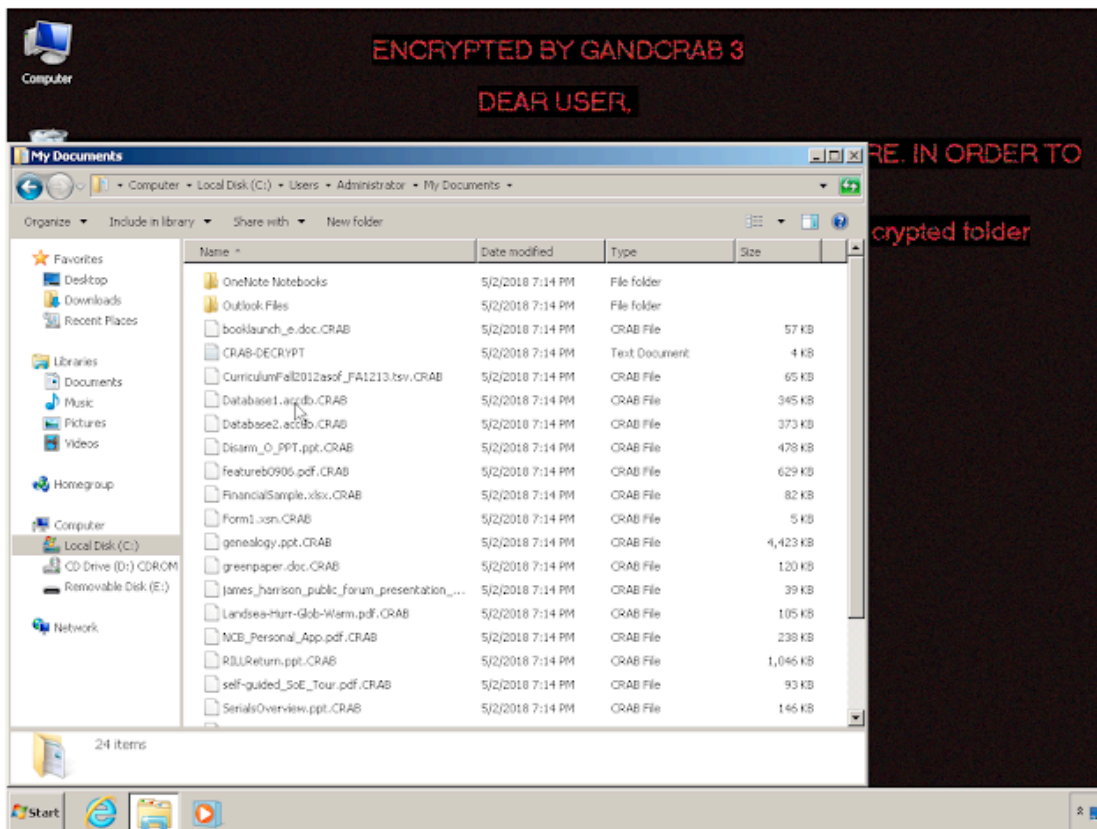 Computer
ENCRYPTED BY GANDCRAB 3
DEAR USER,
RE. IN ORDER TO
crypted folder
My Documents
Computer Local Disk (C:) Users Administrator My Documents
Organize Include in library Share with New folder
Favorites
Desktop
Downloads
Recent Places
Libraries
Documents
Music
Pictures
Videos
Homegroup
Computer
Local Disk (C:)
CD Drive (D:) CDROM
Removable Disk (E:)
Network
Name Date modified Type Size
OneNote Notebooks 5/2/2018 7:14 PM File folder
Outlook Files 5/2/2018 7:14 PM File folder
booklaunch_e.doc.CRAB 5/2/2018 7:14 PM CRAB File 57 KB
CRAB-DECRYPT 5/2/2018 7:14 PM Text Document 4 KB
CurriculumFall2012asof_FA1213.tsv.CRAB 5/2/2018 7:14 PM CRAB File 65 KB
Database1.accdb.CRAB 5/2/2018 7:14 PM CRAB File 345 KB
Database2.accdb.CRAB 5/2/2018 7:14 PM CRAB File 373 KB
Disarm_O_PPT.ppt.CRAB 5/2/2018 7:14 PM CRAB File 478 KB
featureb0906.pdf.CRAB 5/2/2018 7:14 PM CRAB File 629 KB
FinancialSample.xlsx.CRAB 5/2/2018 7:14 PM CRAB File 82 KB
Form1.xsn.CRAB 5/2/2018 7:14 PM CRAB File 5 KB
genealogy.ppt.CRAB 5/2/2018 7:14 PM CRAB File 4,423 KB
greenpaper.doc.CRAB 5/2/2018 7:14 PM CRAB File 120 KB
james_harrison_public_forum_presentation_... 5/2/2018 7:14 PM CRAB File 39 KB
Landsea-Hurr-Glob-Warm.pdf.CRAB 5/2/2018 7:14 PM CRAB File 105 KB
NCB_Personal_App.pdf.CRAB 5/2/2018 7:14 PM CRAB File 238 KB
RILLReturn.ppt.CRAB 5/2/2018 7:14 PM CRAB File 1,046 KB
self-guided_SoE_Tour.pdf.CRAB 5/2/2018 7:14 PM CRAB File 93 KB
SerialsOverview.ppt.CRAB 5/2/2018 7:14 PM CRAB File 146 KB
24 items
Start